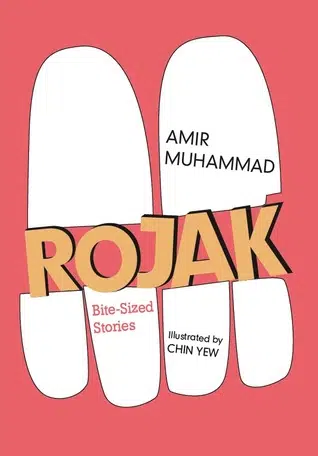 AMIR
MUHAMMAD
ROJAK
Bite-Sized
Stories
Illustrated by
CHIN YEW